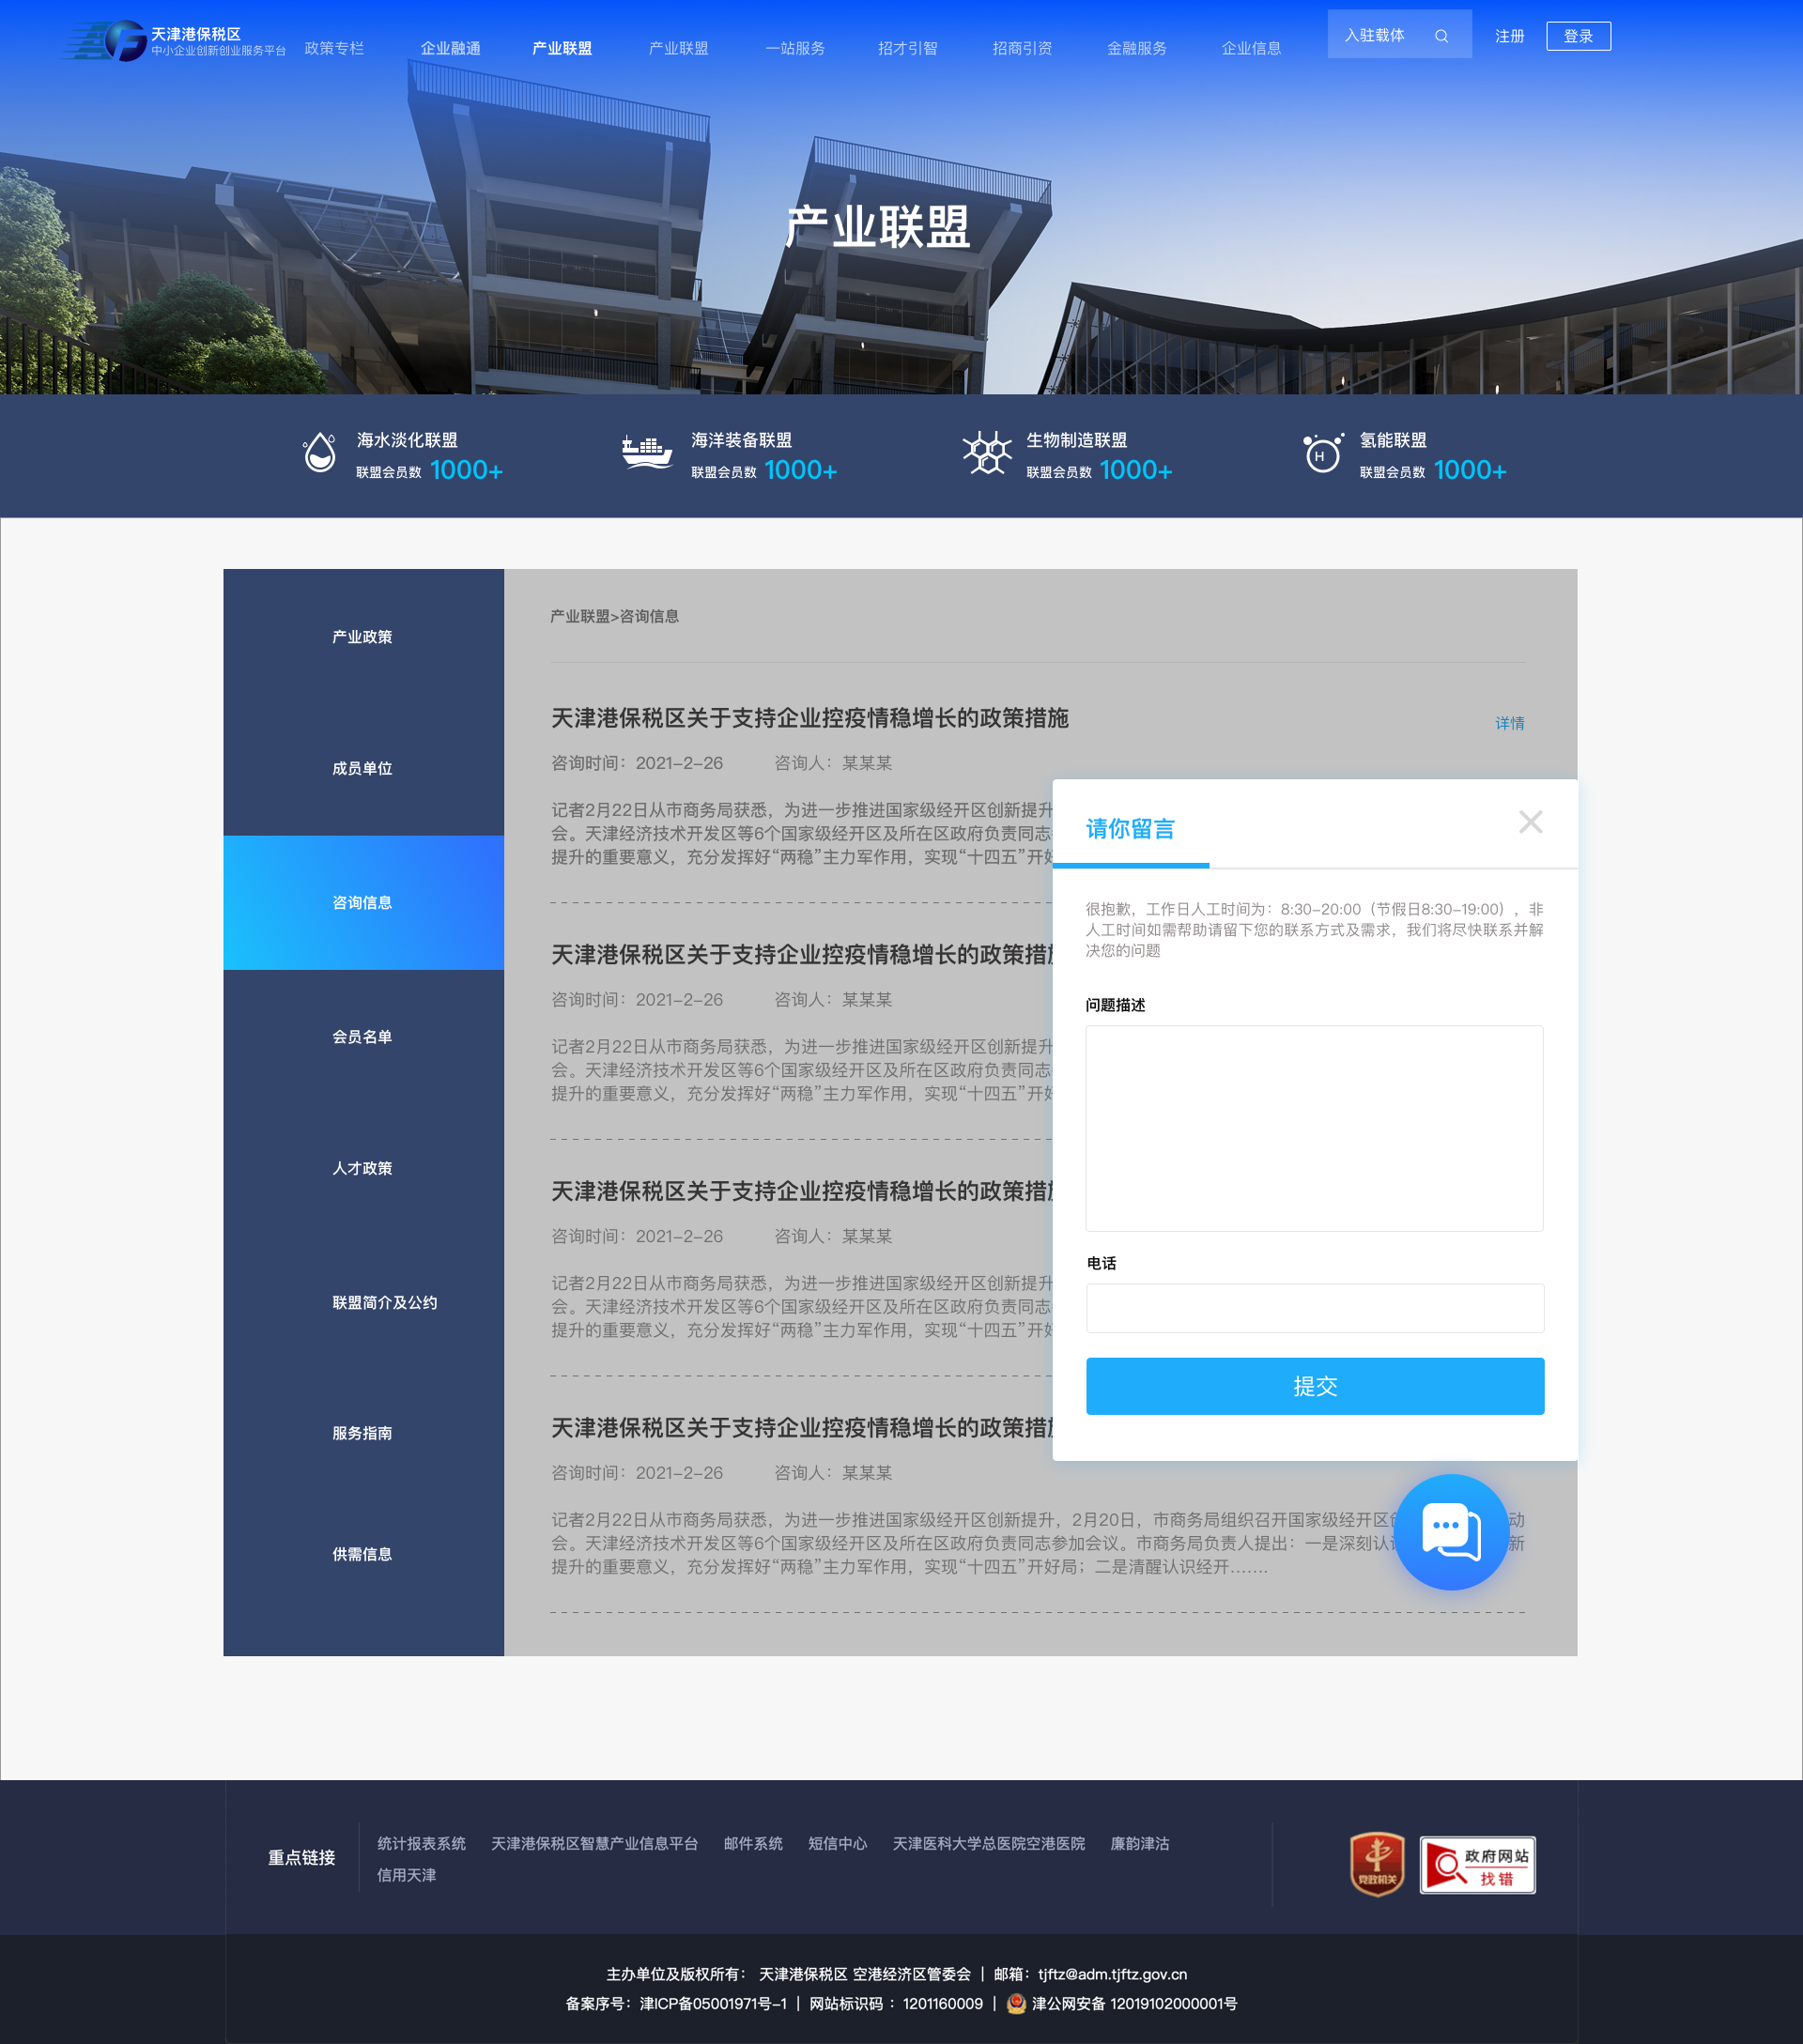 天津港保税区
中小企业创新创业服务平台
政策专栏 企业融通 产业联盟 产业联盟 一站服务 招才引智 招商引资 金融服务 企业信息
入驻载体 注册 登录
产业联盟
海水淡化联盟
联盟会员数 1000+
海洋装备联盟
联盟会员数 1000+
生物制造联盟
联盟会员数 1000+
氢能联盟
联盟会员数 1000+
H
产业政策
成员单位
咨询信息
会员名单
人才政策
联盟简介及公约
服务指南
供需信息
产业联盟>咨询信息
天津港保税区关于支持企业控疫情稳增长的政策措施
详情
咨询时间：2021-2-26 咨询人：某某某
记者2月22日从市商务局获悉，为进一步推进国家级经开区创新提升
会。天津经济技术开发区等6个国家级经开区及所在区政府负责同志
提升的重要意义，充分发挥好“两稳”主力军作用，实现“十四五”开好
天津港保税区关于支持企业控疫情稳增长的政策措施
咨询时间：2021-2-26 咨询人：某某某
记者2月22日从市商务局获悉，为进一步推进国家级经开区创新提升
会。天津经济技术开发区等6个国家级经开区及所在区政府负责同志
提升的重要意义，充分发挥好“两稳”主力军作用，实现“十四五”开好
天津港保税区关于支持企业控疫情稳增长的政策措施
咨询时间：2021-2-26 咨询人：某某某
记者2月22日从市商务局获悉，为进一步推进国家级经开区创新提升
会。天津经济技术开发区等6个国家级经开区及所在区政府负责同志
提升的重要意义，充分发挥好“两稳”主力军作用，实现“十四五”开好
天津港保税区关于支持企业控疫情稳增长的政策措施
咨询时间：2021-2-26 咨询人：某某某
记者2月22日从市商务局获悉，为进一步推进国家级经开区创新提升，2月20日，市商务局组织召开国家级经开区 动
会。天津经济技术开发区等6个国家级经开区及所在区政府负责同志参加会议。市商务局负责人提出：一是深刻认 新
提升的重要意义，充分发挥好“两稳”主力军作用，实现“十四五”开好局；二是清醒认识经开.......
请你留言
很抱歉，工作日人工时间为：8:30-20:00（节假日8:30-19:00），非
人工时间如需帮助请留下您的联系方式及需求，我们将尽快联系并解
决您的问题
问题描述
电话
提交
重点链接
统计报表系统 天津港保税区智慧产业信息平台 邮件系统 短信中心 天津医科大学总医院空港医院 廉韵津沽
信用天津
党政机关
政府网站
找错
主办单位及版权所有： 天津港保税区 空港经济区管委会 | 邮箱：tjftz@adm.tjftz.gov.cn
备案序号：津ICP备05001971号-1 | 网站标识码 ：1201160009 | 津公网安备 12019102000001号